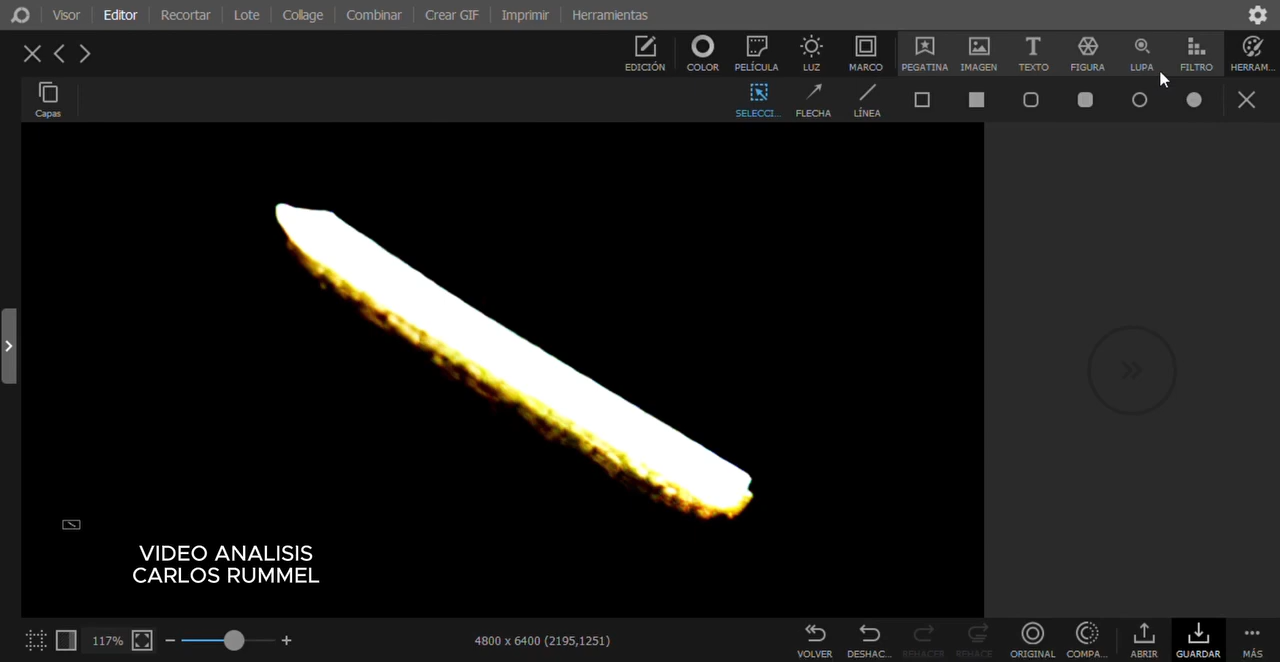 Visor
Editor
Recortar
Lote
Collage
Combinar
Crear GIF
Imprimir
Herramientas
EDICIÓN
COLOR
PELÍCULA
LUZ
MARCO
PEGATINA
IMAGEN
TEXTO
FIGURA
LUPA
FILTRO
HERRAM...
Capas
SELECCI...
FLECHA
LÍNEA
VIDEO ANALISIS
CARLOS RUMMEL
117%
4800 x 6400 (2195,1251)
VOLVER
DESHAC...
REHACER
REHACE
ORIGINAL
COMPA...
ABRIR
GUARDAR
MÁS